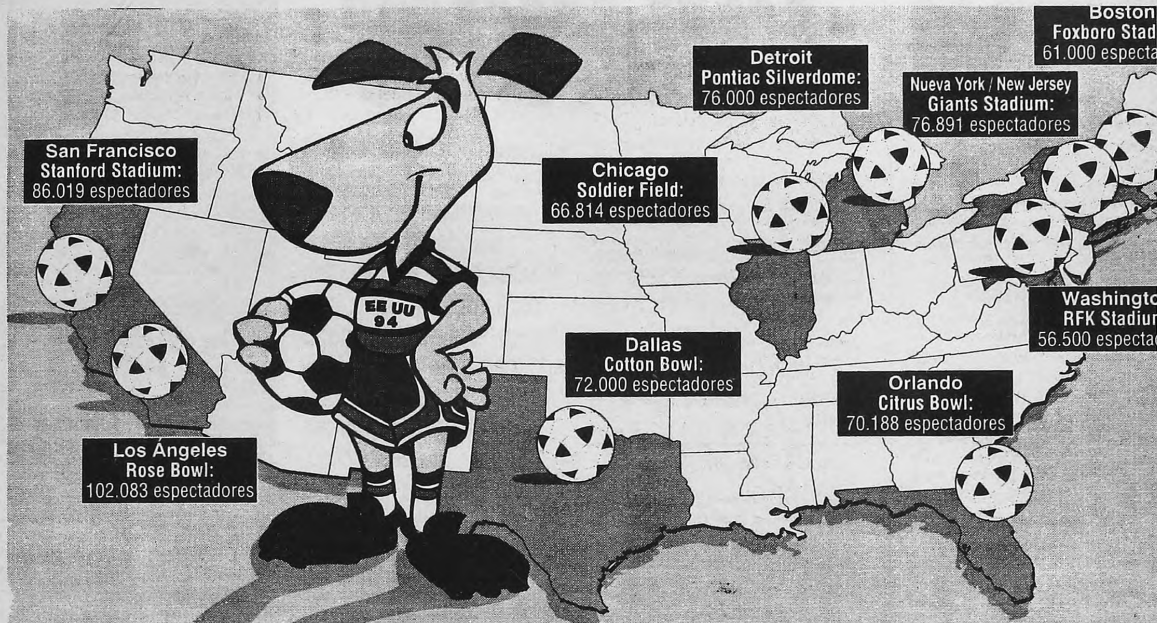 Boston
Foxboro
61.000
Detroit
Pontiac Silverdome:
76.000 espectadores
Nueva York / New Jersey
Giants Stadium:
76.891 espectadores
San Francisco
Stanford Stadium:
86.019 espectadores
Chicago
Soldier Field:
66.814 espectadores
EE UU
94
Washingto
RFK
56.500
Dallas
Cotton Bowl:
72.000 espectadores
Orlando
Citrus Bowl:
70.188 espectadores
Los Ángeles
Rose Bowl:
102.083 espectadores